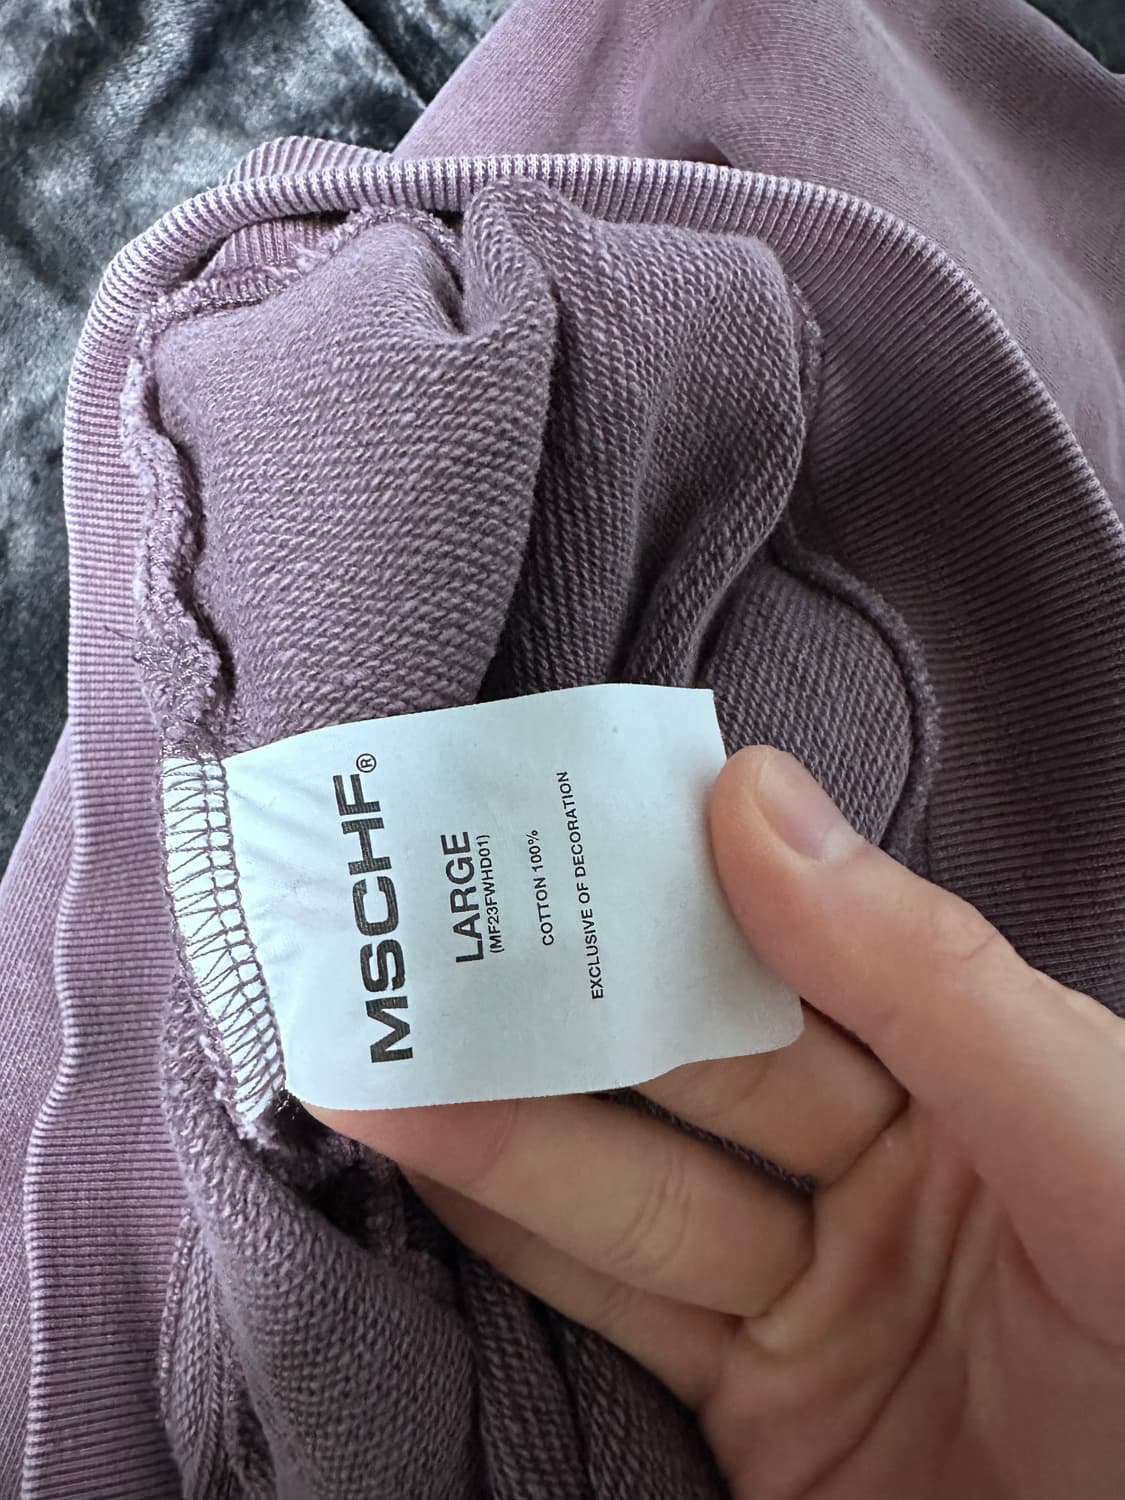 MSCHF®
LARGE
(MF23FWHD01)
COTTON 100%
EXCLUSIVE OF DECORATION